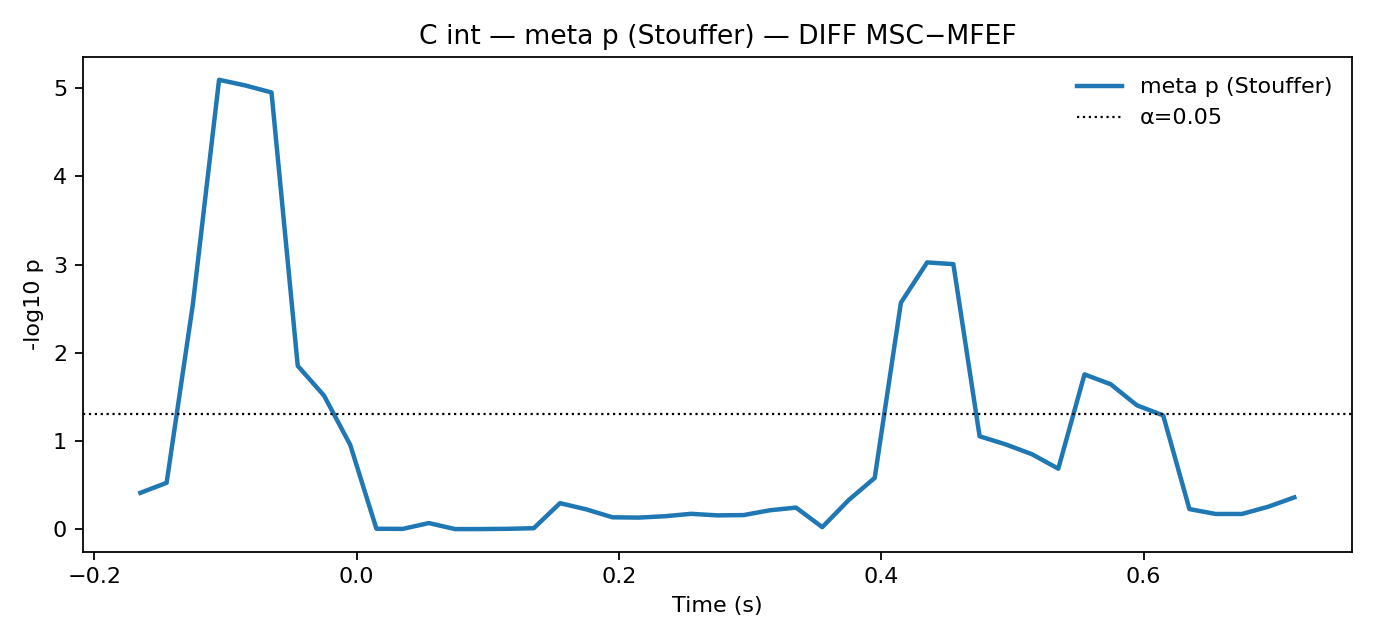 C int — meta p (Stouffer) — DIFF MSC−MFEF
meta p (Stouffer)
α=0.05
5
4
3
2
1
0
-log10 p
−0.2
0.0
0.2
0.4
0.6
Time (s)